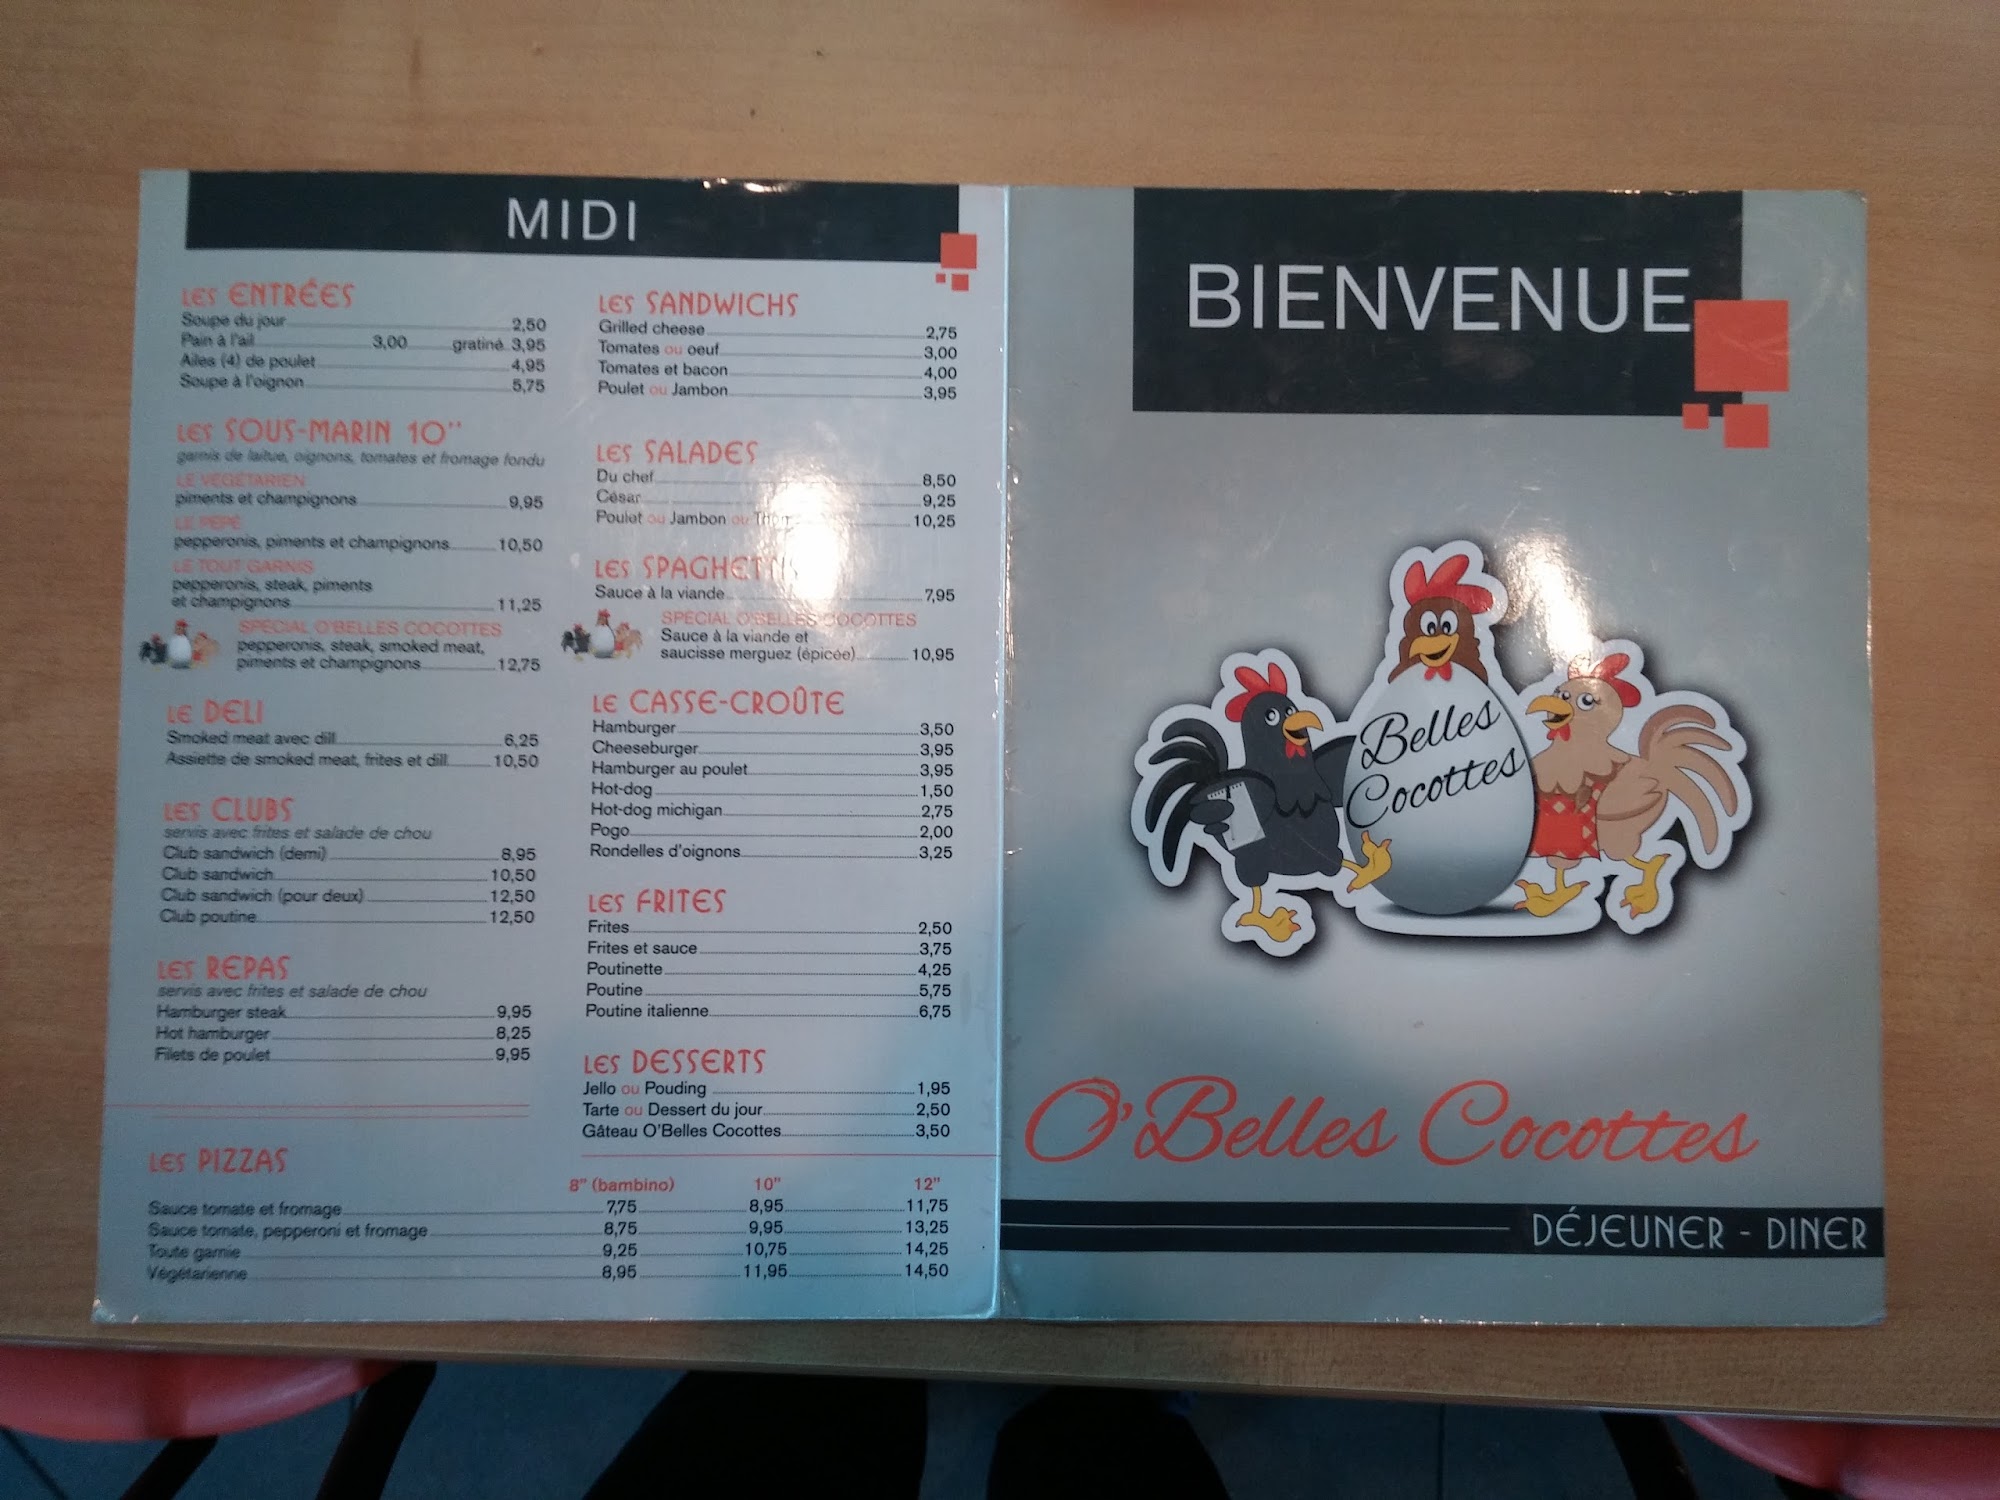 MIDI
LES ENTRÉES
Soupe du jour 2,50
Pain à l'ail 3,00 gratiné 3,95
Ailes (4) de poulet 4,95
Soupe à l'oignon 5,75
LES SOUS-MARIN 10''
garnis de laitue, oignons, tomates et fromage fondu
LE VÉGÉTARIEN
piments et champignons 9,95
LE PEPÉ
pepperonis, piments et champignons 10,50
LE TOUT GARNIS
pepperonis, steak, piments
et champignons 11,25
SPÉCIAL O'BELLES COCOTTES
pepperonis, steak, smoked meat,
piments et champignons 12,75
LE DELI
Smoked meat avec dill 6,25
Assiette de smoked meat, frites et dill 10,50
LES CLUBS
servis avec frites et salade de chou
Club sandwich (demi) 8,95
Club sandwich 10,50
Club sandwich (pour deux) 12,50
Club poutine 12,50
LES REPAS
servis avec frites et salade de chou
Hamburger steak 9,95
Hot hamburger 8,25
Filets de poulet 9,95
LES SANDWICHS
Grilled cheese 2,75
Tomates ou oeuf 3,00
Tomates et bacon 4,00
Poulet ou Jambon 3,95
LES SALADES
Du chef 8,50
César 9,25
Poulet ou Jambon ou 10,25
LES
Sauce à la viande 7,95
SPÉCIAL O'BELLES COCOTTES
Sauce à la viande et
saucisse merguez (épicée) 10,95
LE CASSE-CROÛTE
Hamburger 3,50
Cheeseburger 3,95
Hamburger au poulet 3,95
Hot-dog 1,50
Hot-dog michigan 2,75
Pogo 2,00
Rondelles d'oignons 3,25
LES FRITES
Frites 2,50
Frites et sauce 3,75
Poutinette 4,25
Poutine 5,75
Poutine italienne 6,75
LES DESSERTS
Jello ou Pouding 1,95
Tarte ou Dessert du jour 2,50
Gâteau O'Belles Cocottes 3,50
LES PIZZAS
8" (bambino) 10" 12"
Sauce tomate et fromage 7,75 8,95 11,75
Sauce tomate, pepperoni et fromage 8,75 9,95 13,25
Toute garnie 9,25 10,75 14,25
Végétarienne 8,95 11,95 14,50
BIENVENUE
Belles
Cocottes
O'Belles Cocottes
DÉJEUNER - DINER